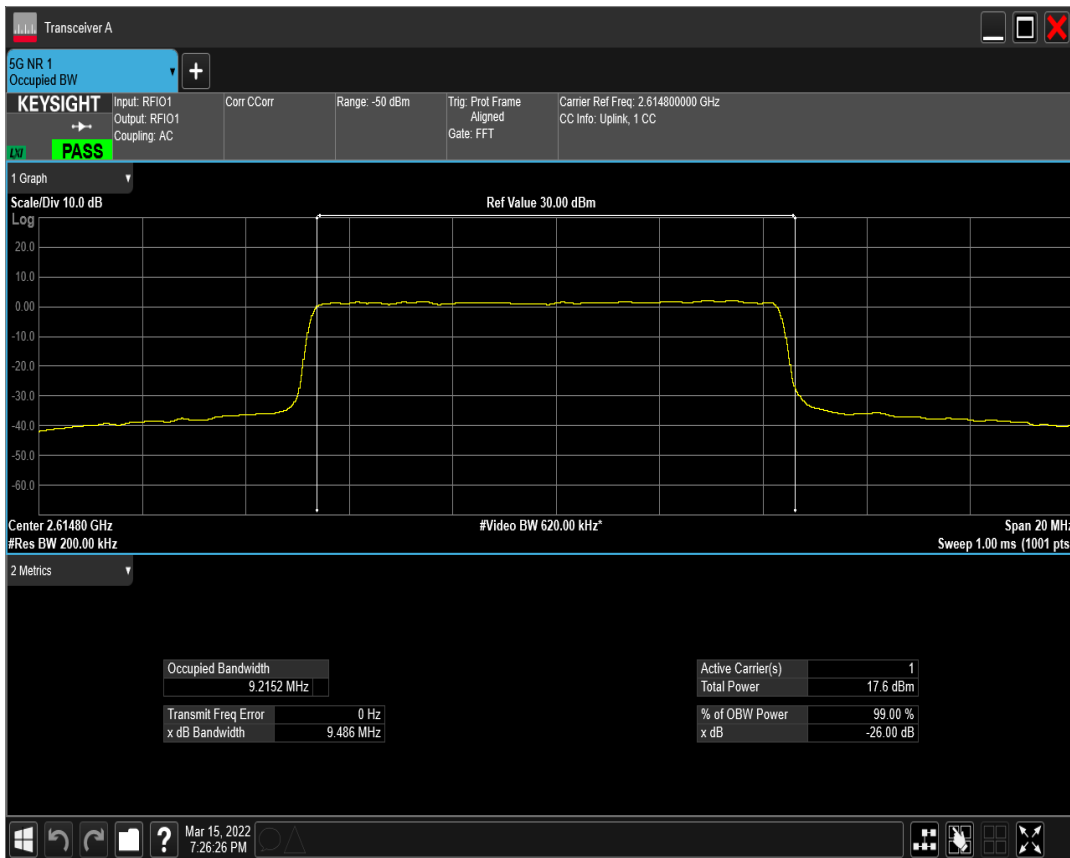 Transceiver A
5G NR 1
Occupied BW
KEYSIGHT
LXI
PASS
Input: RFIO1
Output: RFIO1
Coupling: AC
Corr CCorr
Range: -50 dBm
Trig: Prot Frame
Aligned
Gate: FFT
Carrier Ref Freq: 2.614800000 GHz
CC Info: Uplink, 1 CC
1 Graph
Scale/Div 10.0 dB
Ref Value 30.00 dBm
Log
20.0
10.0
0.00
-10.0
-20.0
-30.0
-40.0
-50.0
-60.0
Center 2.61480 GHz
#Video BW 620.00 kHz*
Span 20 MHz
#Res BW 200.00 kHz
Sweep 1.00 ms (1001 pts
2 Metrics
Occupied Bandwidth
9.2152 MHz
Transmit Freq Error 0 Hz
x dB Bandwidth 9.486 MHz
Active Carrier(s) 1
Total Power 17.6 dBm
% of OBW Power 99.00 %
x dB -26.00 dB
?
Mar 15, 2022
7:26:26 PM